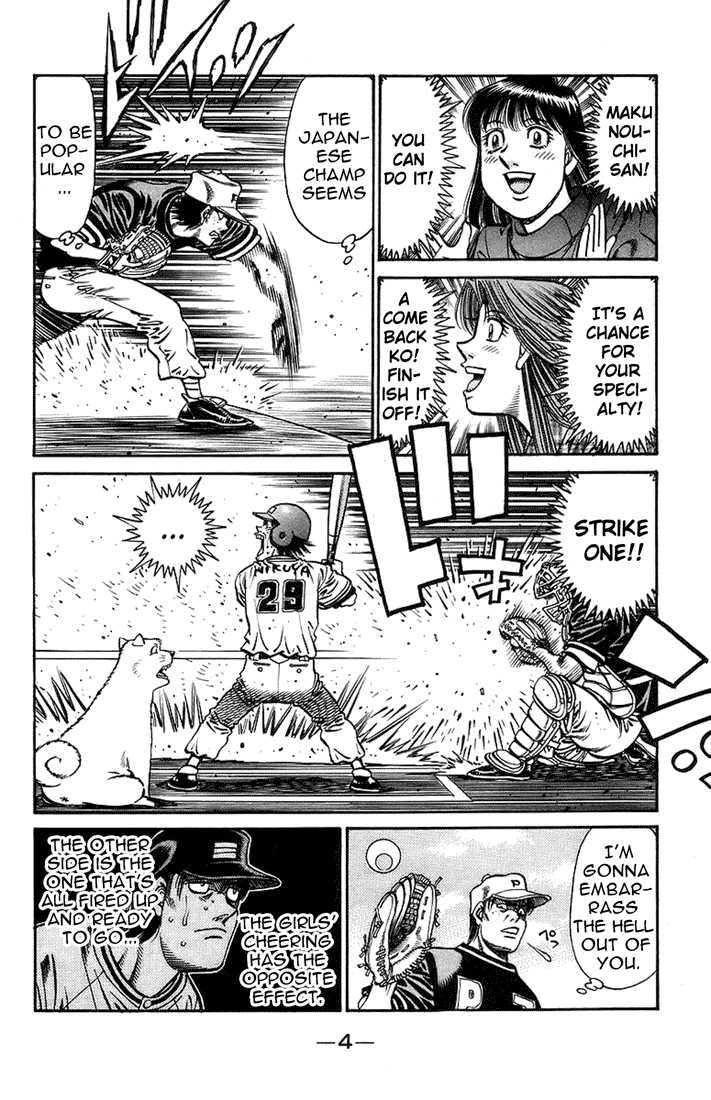 MAKU
NOU-
CHI-
SAN!
YOU
CAN
DO IT!
IT'S A
CHANCE
FOR
YOUR
SPECI-
ALTY!
A
COME
BACK
KO!
FIN-
ISH IT
OFF!
THE
JAPAN-
ESE
CHAMP
SEEMS
TO BE
POP-
ULAR
...
STRIKE
ONE!!
...
NIKUYA
29
I'M
GONNA
EMBAR-
RASS
THE HELL
OUT OF
YOU.
P
THE OTHER
SIDE IS THE
ONE THAT'S
ALL FIRED UP
AND READY
TO GO...
THE GIRLS'
CHEERING
HAS THE
OPPOSITE
EFFECT.
—4—